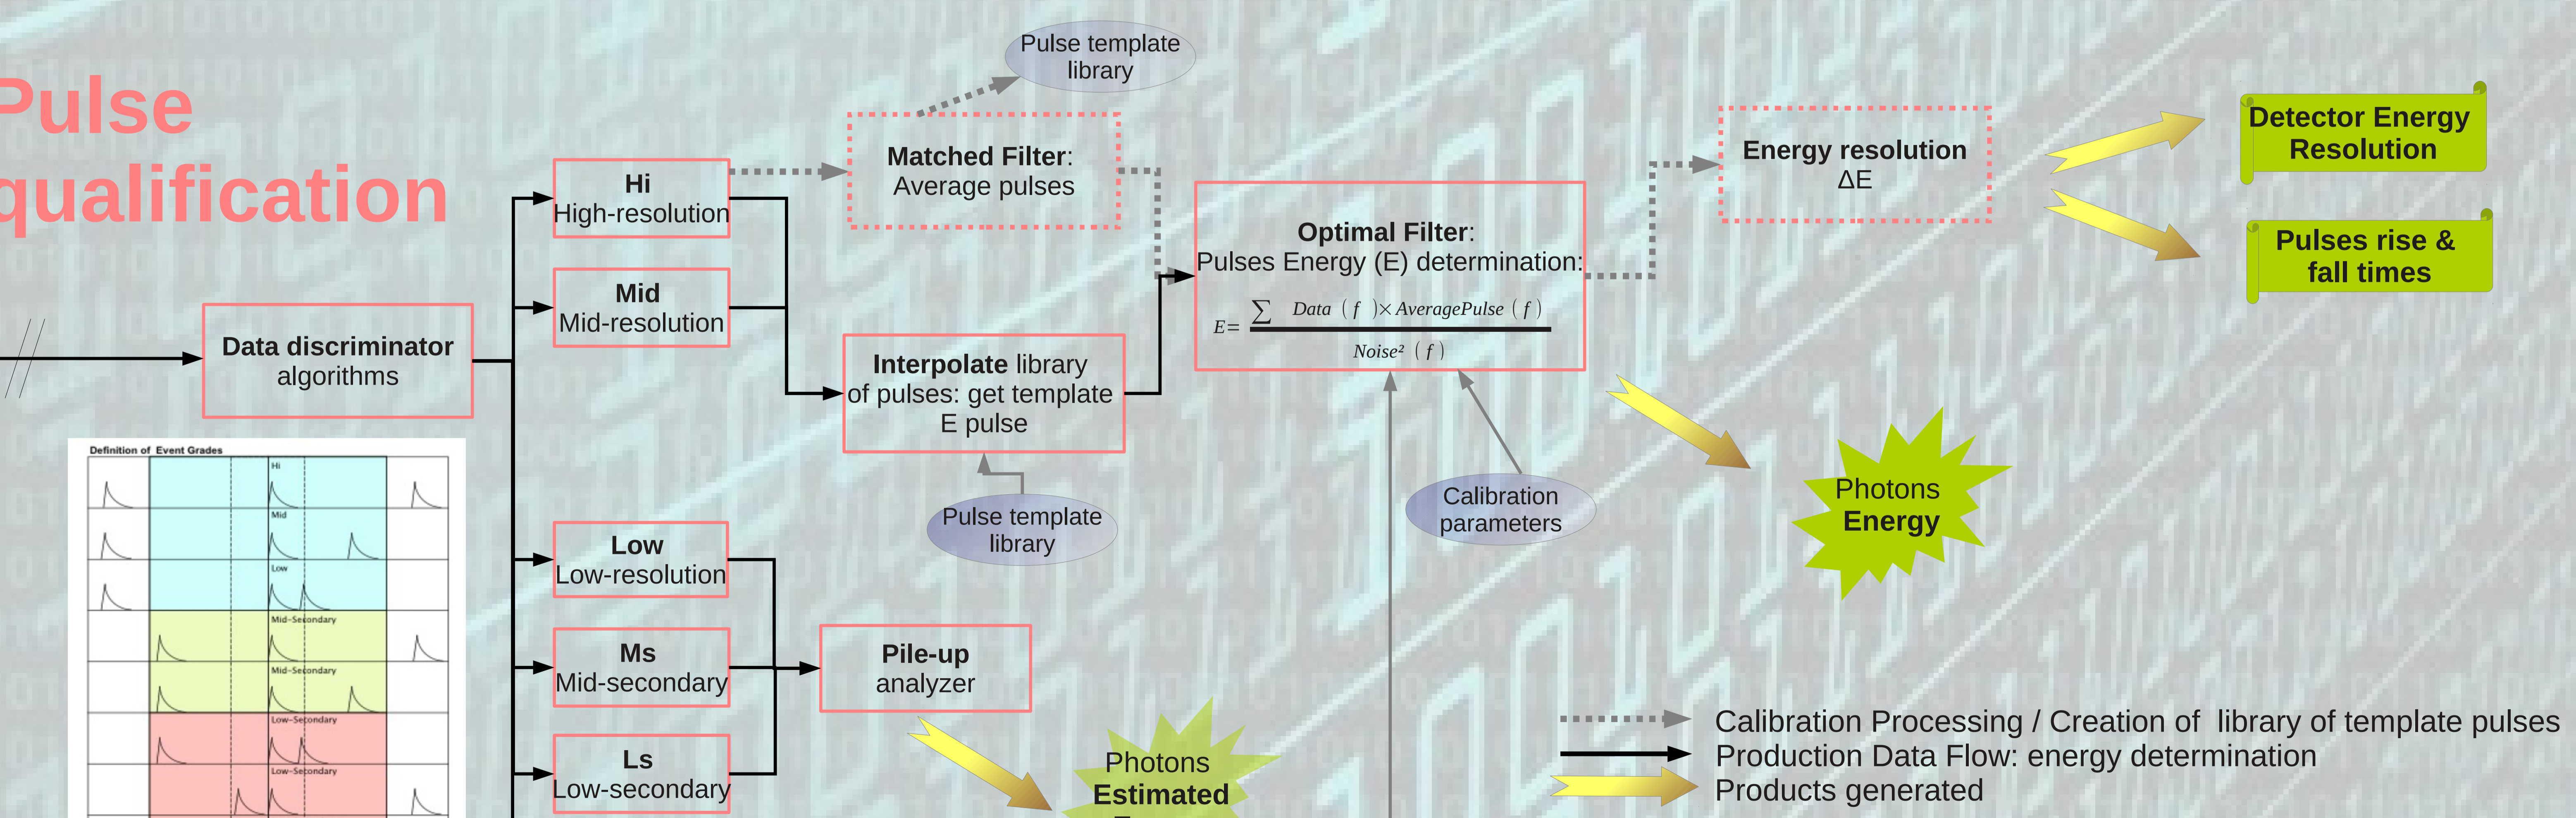 Pulse
qualification
Data discriminator
algorithms
Definition of Event Grades
Hi
Mid
Low
Mid-Secondary
Mid-Secondary
Low-Secondary
Low-Secondary
Hi
High-resolution
Mid
Mid-resolution
Low
Low-resolution
Ms
Mid-secondary
Ls
Low-secondary
Pulse template
library
Matched Filter:
Average pulses
Interpolate library
of pulses: get template
E pulse
Pulse template
library
Pile-up
analyzer
Photons
Estimated
Optimal Filter:
Pulses Energy (E) determination:
E= ∑ Data ( f )× AveragePulse ( f )
Noise² ( f )
Calibration
parameters
Energy resolution
ΔE
Detector Energy
Resolution
Pulses rise &
fall times
Photons
Energy
Calibration Processing / Creation of library of template pulses
Production Data Flow: energy determination
Products generated